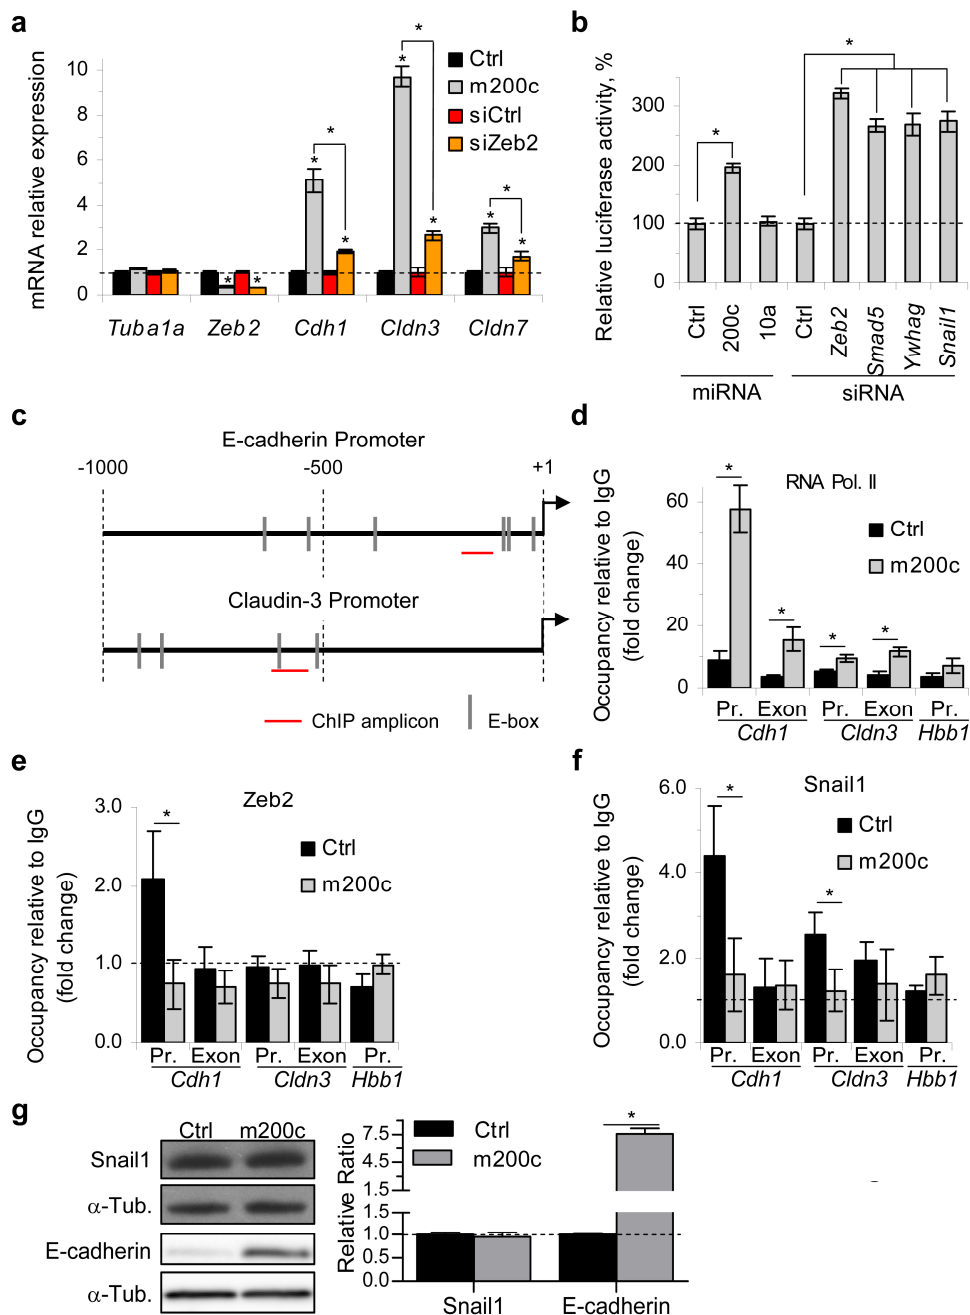 a
mRNA relative expression
10
8
6
4
2
0
*
*
*
*
*
*
*
*
*
*
*
Ctrl
m200c
siCtrl
siZeb2
Tuba1a
Zeb2
Cdh1
Cldn3
Cldn7
b
Relative luciferase activity, %
300
200
100
0
*
*
Ctrl
200c
10a
Ctrl
Zeb2
Smad5
Ywhag
Snail1
miRNA
siRNA
c
E-cadherin Promoter
-1000
-500
+1
Claudin-3 Promoter
ChIP amplicon
E-box
d
Occupancy relative to IgG
(fold change)
RNA Pol. II
60
40
20
0
*
*
*
*
Ctrl
m200c
Pr. Exon Pr. Exon Pr.
Cdh1 Cldn3 Hbb1
e
Occupancy relative to IgG
(fold change)
Zeb2
3.0
2.0
1.0
0.0
*
Ctrl
m200c
Pr. Exon Pr. Exon Pr.
Cdh1 Cldn3 Hbb1
f
Occupancy relative to IgG
(fold change)
Snail1
6.0
4.0
2.0
0.0
*
*
Ctrl
m200c
Pr. Exon Pr. Exon Pr.
Cdh1 Cldn3 Hbb1
g
Ctrl m200c
Snail1
α-Tub.
E-cadherin
α-Tub.
Relative Ratio
7.5
4.5
1.5
1.5
1.0
0.5
0.0
Ctrl
m200c
*
Snail1
E-cadherin